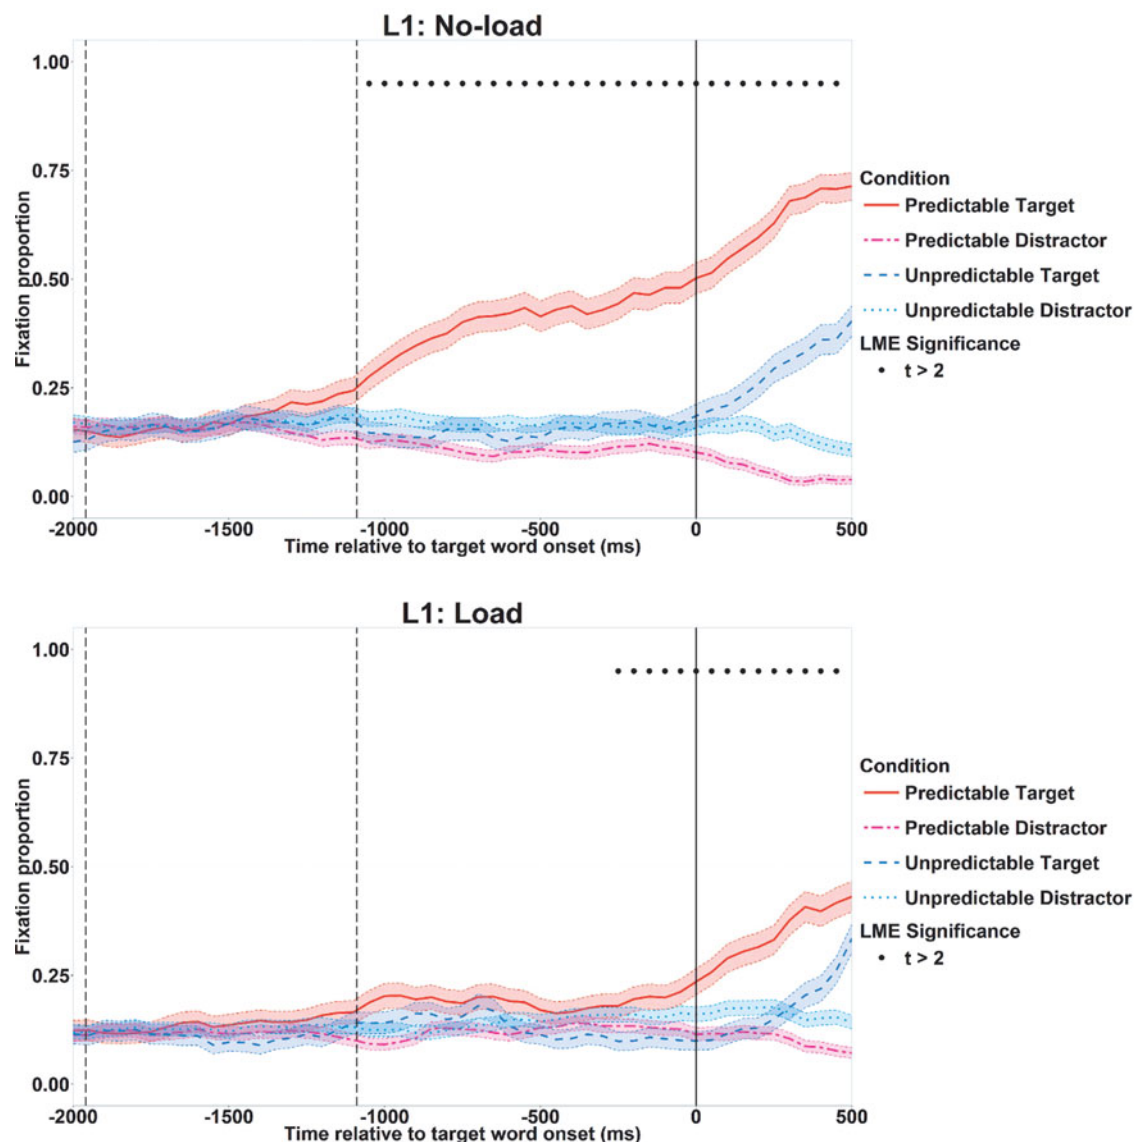 L1: No-load
1.00
0.75
0.50
0.25
0.00
Fixation proportion
-2000 -1500 -1000 -500 0 500
Time relative to target word onset (ms)
Condition
Predictable Target
Predictable Distractor
Unpredictable Target
Unpredictable Distractor
LME Significance
t > 2
L1: Load
1.00
0.75
0.50
0.25
0.00
Fixation proportion
-2000 -1500 -1000 -500 0 500
Time relative to target word onset (ms)
Condition
Predictable Target
Predictable Distractor
Unpredictable Target
Unpredictable Distractor
LME Significance
t > 2